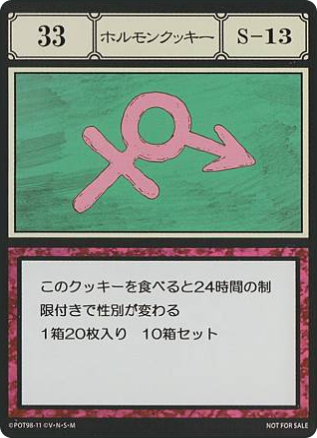 33 ホルモンクッキー S-13
このクッキーを食べると24時間の制
限付きで性別が変わる
1箱20枚入り 10箱セット
©POT98-11 ©V・N・S・M NOT FOR SALE